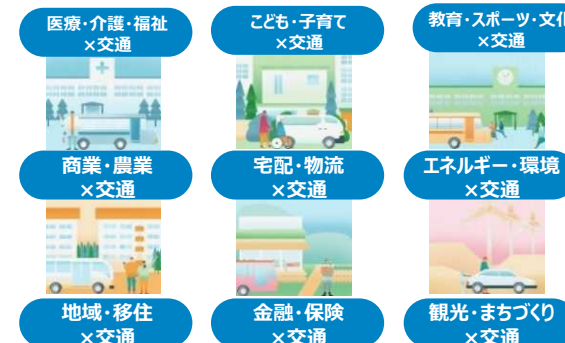 医療・介護・福祉
×交通
こども・子育て
×交通
教育・スポーツ・文化
×交通
商業・農業
×交通
宅配・物流
×交通
エネルギー・環境
×交通
地域・移住
×交通
金融・保険
×交通
観光・まちづくり
×交通